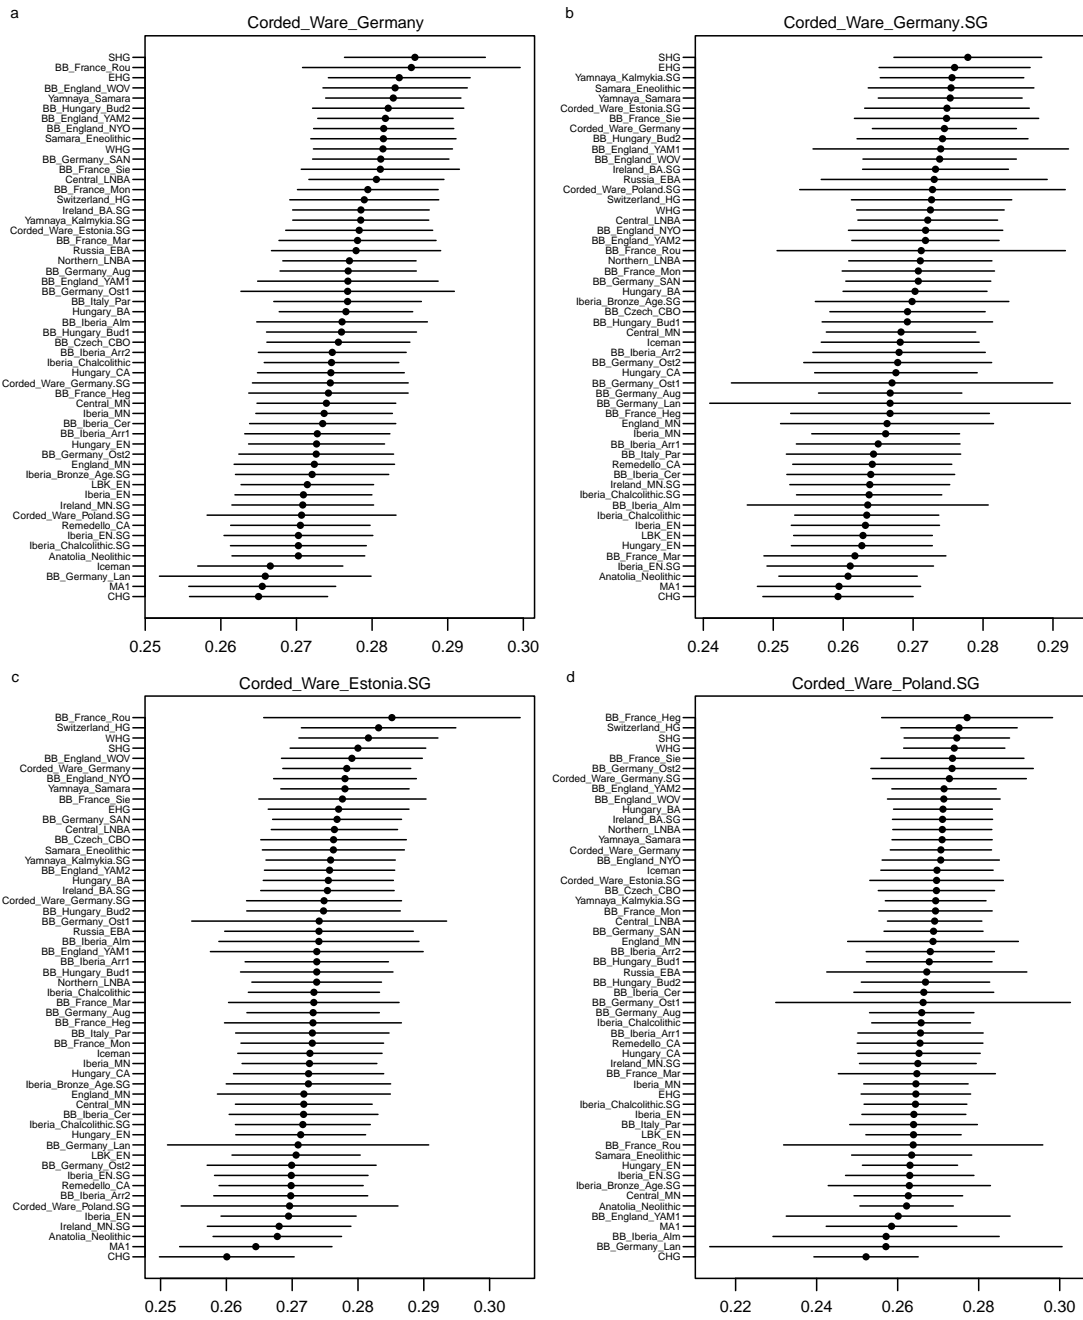 a
Corded_Ware_Germany
SHG
BB_France_Rou
EHG
BB_England_WOV
Yamnaya_Samara
BB_Hungary_Bud2
BB_England_YAM2
BB_England_NYO
Samara_Eneolithic
WHG
BB_Germany_SAN
BB_France_Sie
Central_LNBA
BB_France_Mon
Switzerland_HG
Ireland_BA.SG
Yamnaya_Kalmykia.SG
Corded_Ware_Estonia.SG
BB_France_Mar
Russia_EBA
Northern_LNBA
BB_Germany_Aug
BB_England_YAM1
BB_Germany_Ost1
BB_Italy_Par
Hungary_BA
BB_Iberia_Alm
BB_Hungary_Bud1
BB_Czech_CBO
BB_Iberia_Arr2
Iberia_Chalcolithic
Hungary_CA
Corded_Ware_Germany.SG
BB_France_Heg
Central_MN
Iberia_MN
BB_Iberia_Cer
BB_Iberia_Arr1
Hungary_EN
BB_Germany_Ost2
England_MN
Iberia_Bronze_Age.SG
LBK_EN
Iberia_EN
Ireland_MN.SG
Corded_Ware_Poland.SG
Remedello_CA
Iberia_EN.SG
Iberia_Chalcolithic.SG
Anatolia_Neolithic
Iceman
BB_Germany_Lan
MA1
CHG
0.25 0.26 0.27 0.28 0.29 0.30
b
Corded_Ware_Germany.SG
SHG
EHG
Yamnaya_Kalmykia.SG
Samara_Eneolithic
Yamnaya_Samara
Corded_Ware_Estonia.SG
BB_France_Sie
Corded_Ware_Germany
BB_Hungary_Bud2
BB_England_YAM1
BB_England_WOV
Ireland_BA.SG
Russia_EBA
Corded_Ware_Poland.SG
Switzerland_HG
WHG
Central_LNBA
BB_England_NYO
BB_England_YAM2
BB_France_Rou
Northern_LNBA
BB_France_Mon
BB_Germany_SAN
Hungary_BA
Iberia_Bronze_Age.SG
BB_Czech_CBO
BB_Hungary_Bud1
Central_MN
Iceman
BB_Iberia_Arr2
BB_Germany_Ost2
Hungary_CA
BB_Germany_Ost1
BB_Germany_Aug
BB_Germany_Lan
BB_France_Heg
England_MN
Iberia_MN
BB_Iberia_Arr1
BB_Italy_Par
Remedello_CA
BB_Iberia_Cer
Ireland_MN.SG
Iberia_Chalcolithic.SG
BB_Iberia_Alm
Iberia_Chalcolithic
Iberia_EN
LBK_EN
Hungary_EN
BB_France_Mar
Iberia_EN.SG
Anatolia_Neolithic
MA1
CHG
0.24 0.25 0.26 0.27 0.28 0.29
c
Corded_Ware_Estonia.SG
BB_France_Rou
Switzerland_HG
WHG
SHG
BB_England_WOV
Corded_Ware_Germany
BB_England_NYO
Yamnaya_Samara
BB_France_Sie
EHG
BB_Germany_SAN
Central_LNBA
BB_Czech_CBO
Samara_Eneolithic
Yamnaya_Kalmykia.SG
BB_England_YAM2
Hungary_BA
Ireland_BA.SG
Corded_Ware_Germany.SG
BB_Hungary_Bud2
BB_Germany_Ost1
Russia_EBA
BB_Iberia_Alm
BB_England_YAM1
BB_Iberia_Arr1
BB_Hungary_Bud1
Northern_LNBA
Iberia_Chalcolithic
BB_France_Mar
BB_Germany_Aug
BB_France_Heg
BB_Italy_Par
BB_France_Mon
Iceman
Iberia_MN
Hungary_CA
Iberia_Bronze_Age.SG
England_MN
Central_MN
BB_Iberia_Cer
Iberia_Chalcolithic.SG
Hungary_EN
BB_Germany_Lan
LBK_EN
BB_Germany_Ost2
Iberia_EN.SG
Remedello_CA
BB_Iberia_Arr2
Corded_Ware_Poland.SG
Iberia_EN
Ireland_MN.SG
Anatolia_Neolithic
MA1
CHG
0.25 0.26 0.27 0.28 0.29 0.30
d
Corded_Ware_Poland.SG
BB_France_Heg
Switzerland_HG
SHG
WHG
BB_France_Sie
BB_Germany_Ost2
Corded_Ware_Germany.SG
BB_England_YAM2
BB_England_WOV
Hungary_BA
Ireland_BA.SG
Northern_LNBA
Yamnaya_Samara
Corded_Ware_Germany
BB_England_NYO
Iceman
Corded_Ware_Estonia.SG
BB_Czech_CBO
Yamnaya_Kalmykia.SG
BB_France_Mon
Central_LNBA
BB_Germany_SAN
England_MN
BB_Iberia_Arr2
BB_Hungary_Bud1
Russia_EBA
BB_Hungary_Bud2
BB_Iberia_Cer
BB_Germany_Ost1
BB_Germany_Aug
Iberia_Chalcolithic
BB_Iberia_Arr1
Remedello_CA
Hungary_CA
Ireland_MN.SG
BB_France_Mar
Iberia_MN
EHG
Iberia_Chalcolithic.SG
Iberia_EN
BB_Italy_Par
LBK_EN
BB_France_Rou
Samara_Eneolithic
Hungary_EN
Iberia_EN.SG
Iberia_Bronze_Age.SG
Central_MN
Anatolia_Neolithic
BB_England_YAM1
MA1
BB_Iberia_Alm
BB_Germany_Lan
CHG
0.22 0.24 0.26 0.28 0.30